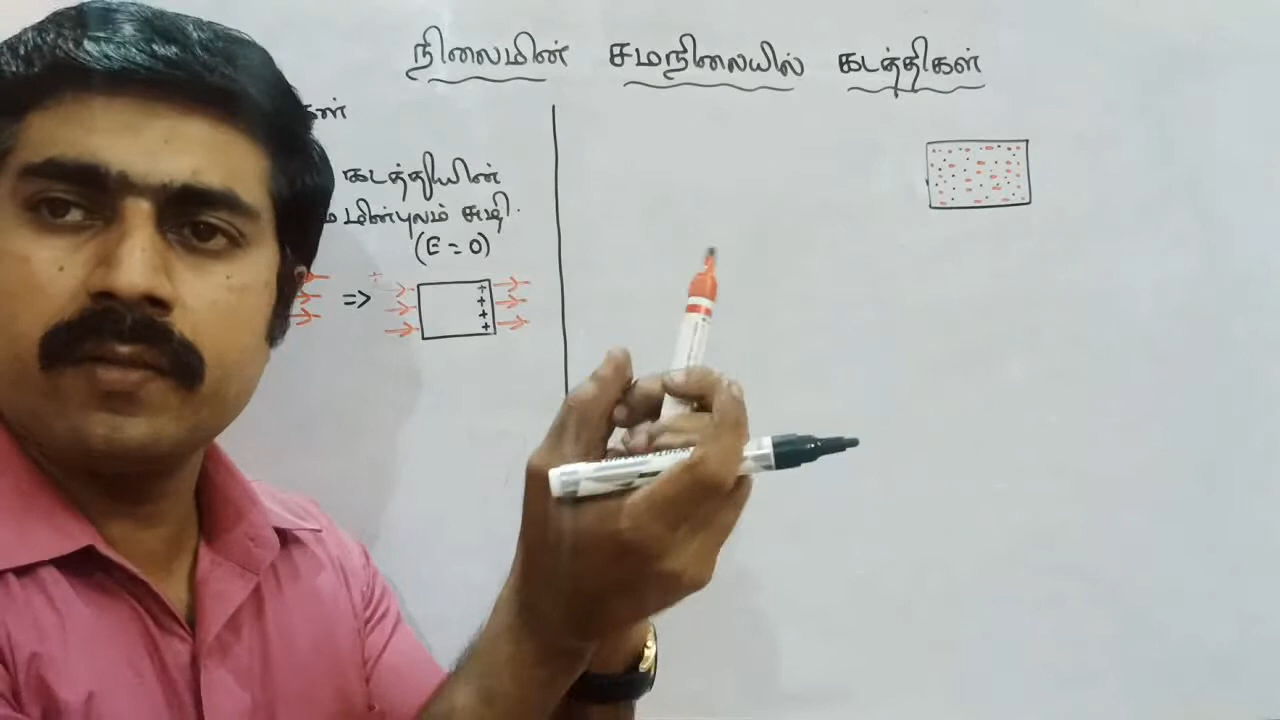 நிலைமின் சமநிலையில் கடத்திகள்
கடத்தியின்
மின்புலம் சுழி.
(E = 0)
=>
+
+
+
+